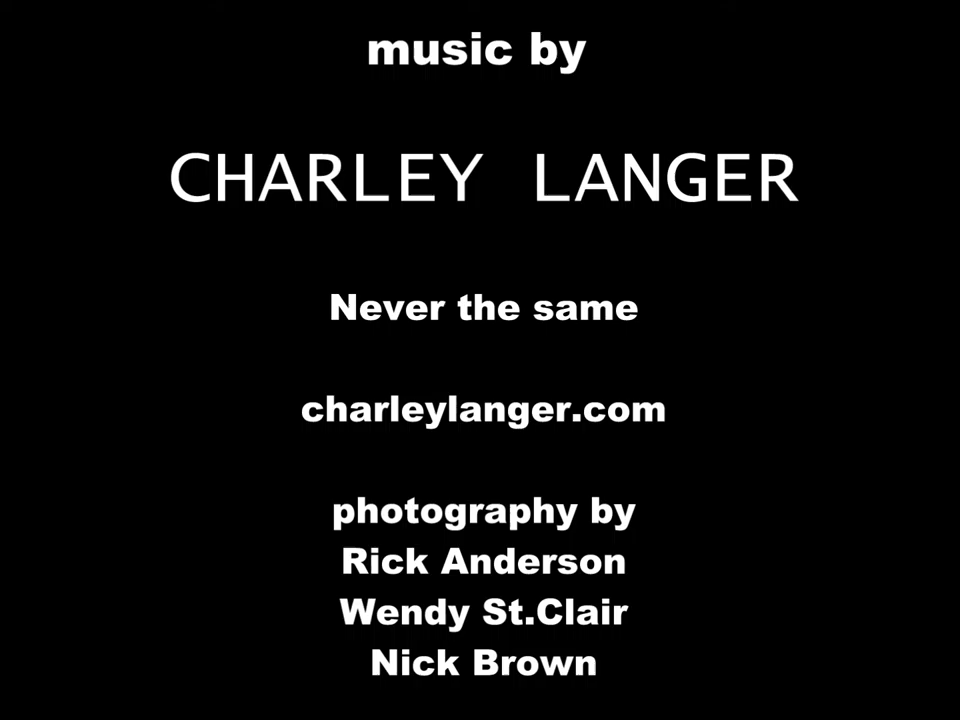 music by
CHARLEY LANGER
Never the same
charleylanger.com
photography by
Rick Anderson
Wendy St.Clair
Nick Brown